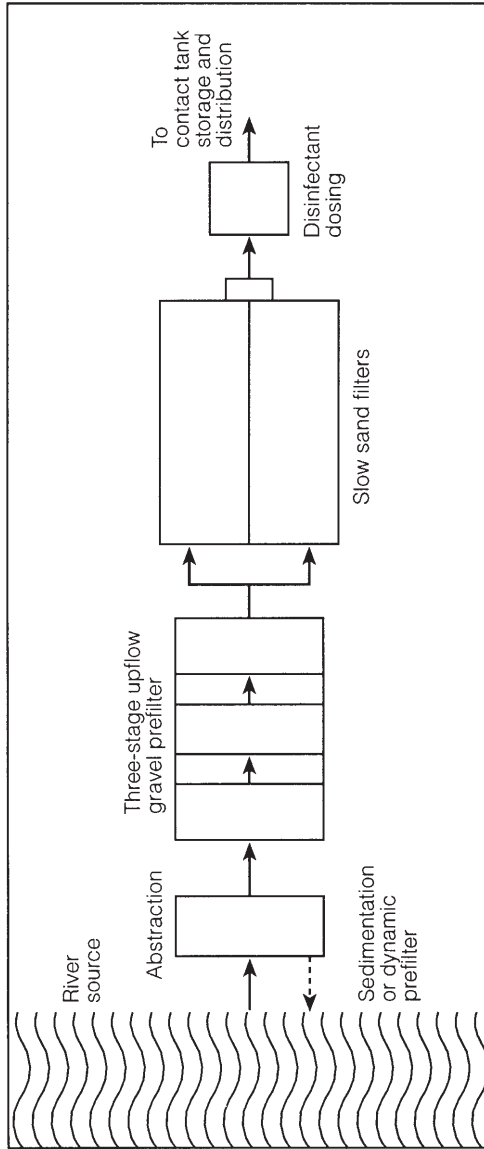 River
source
Abstraction
Sedimentation
or dynamic
prefilter
Three-stage upflow
gravel prefilter
Slow sand filters
Disinfectant
dosing
To
contact tank
storage and
distribution